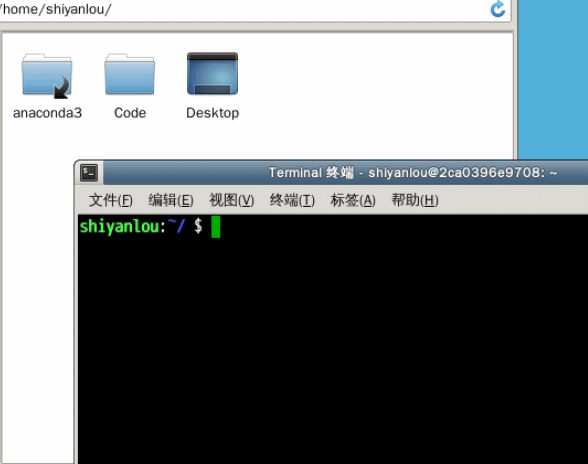 /home/shiyanlou/
anaconda3
Code
Desktop
Terminal 终端 - shiyanlou@2ca0396e9708: ~
文件(F) 编辑(E) 视图(V) 终端(T) 标签(A) 帮助(H)
shiyanlou:~/ $